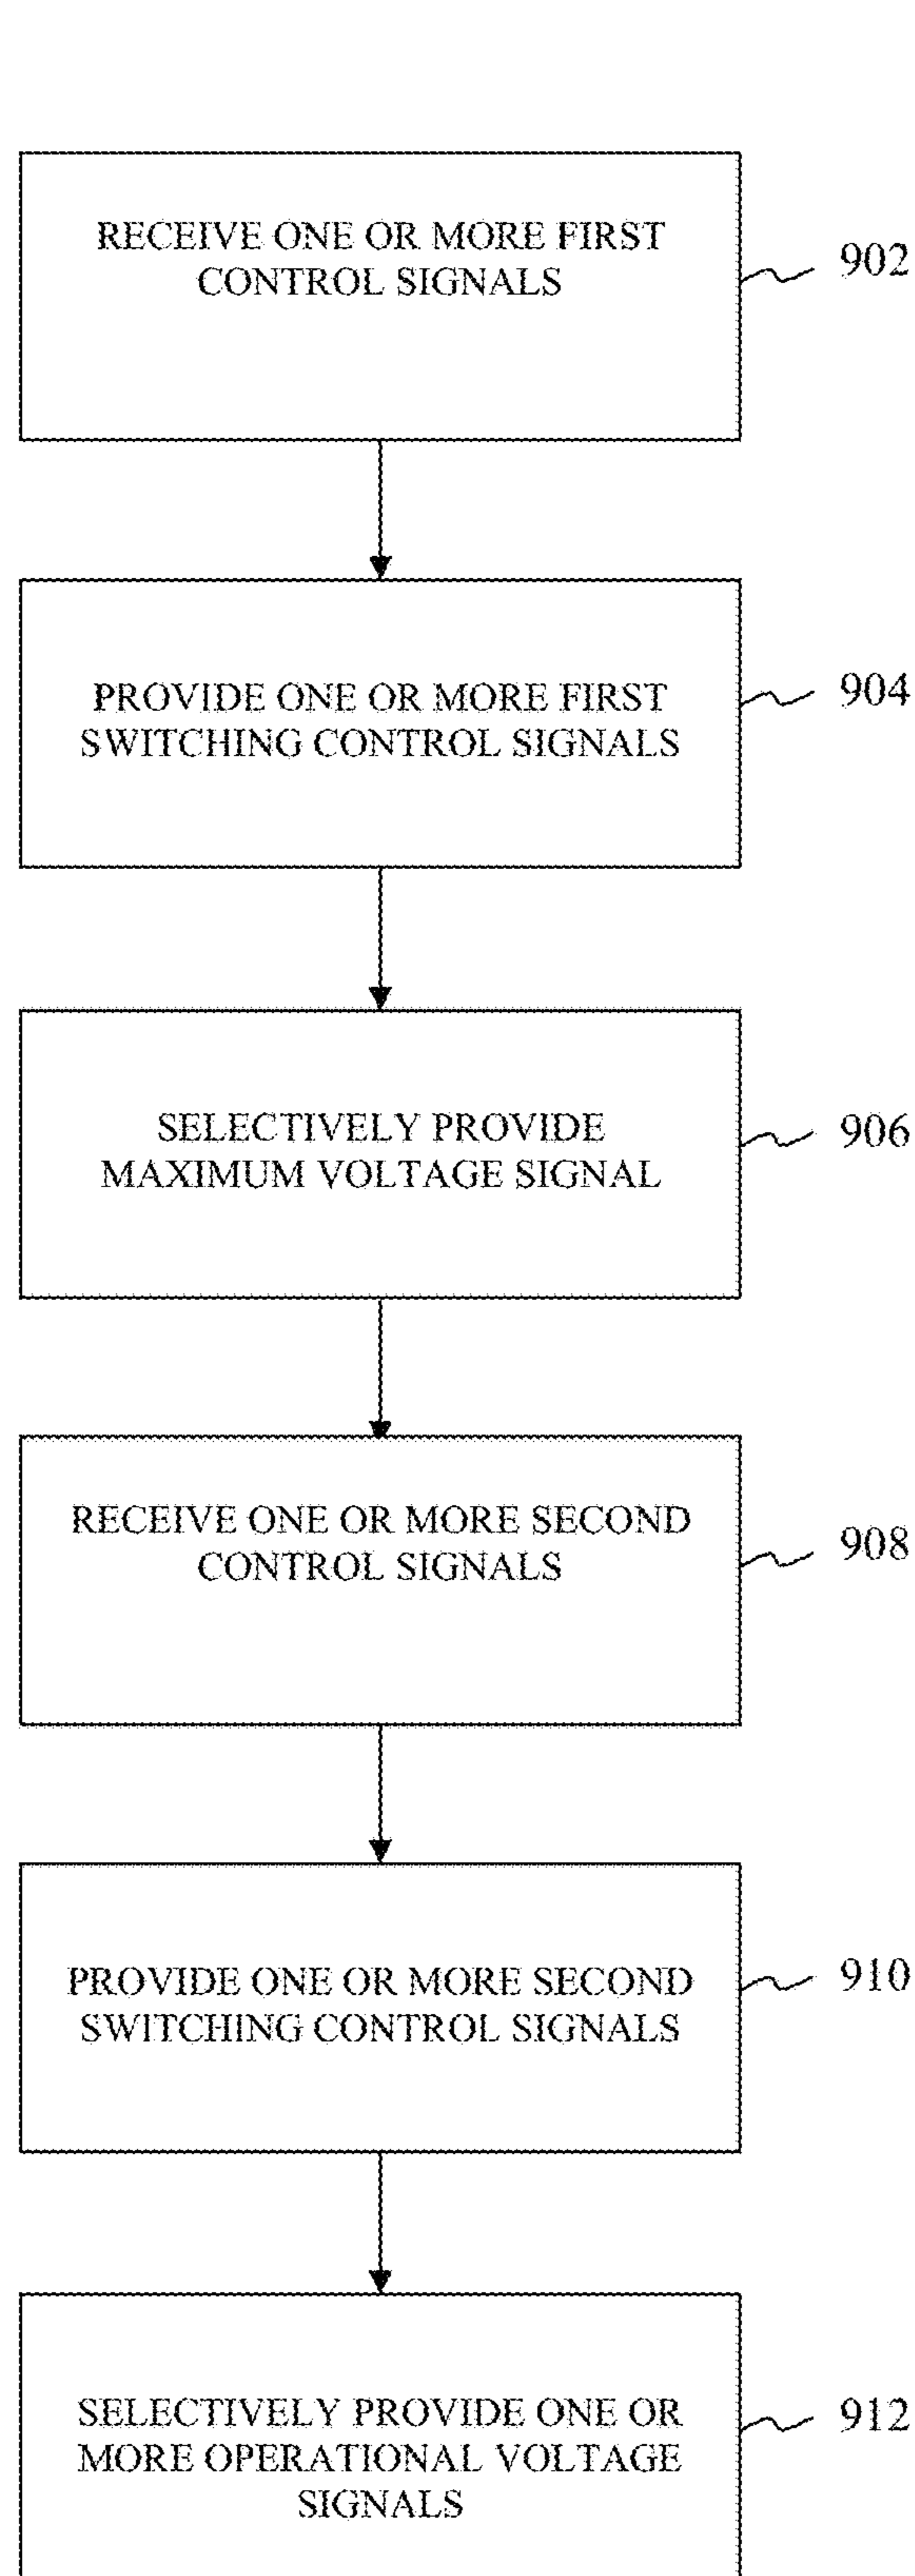 RECEIVE ONE OR MORE FIRST
CONTROL SIGNALS
902
PROVIDE ONE OR MORE FIRST
SWITCHING CONTROL SIGNALS
904
SELECTIVELY PROVIDE
MAXIMUM VOLTAGE SIGNAL
906
RECEIVE ONE OR MORE SECOND
CONTROL SIGNALS
908
PROVIDE ONE OR MORE SECOND
SWITCHING CONTROL SIGNALS
910
SELECTIVELY PROVIDE ONE OR
MORE OPERATIONAL VOLTAGE
SIGNALS
912